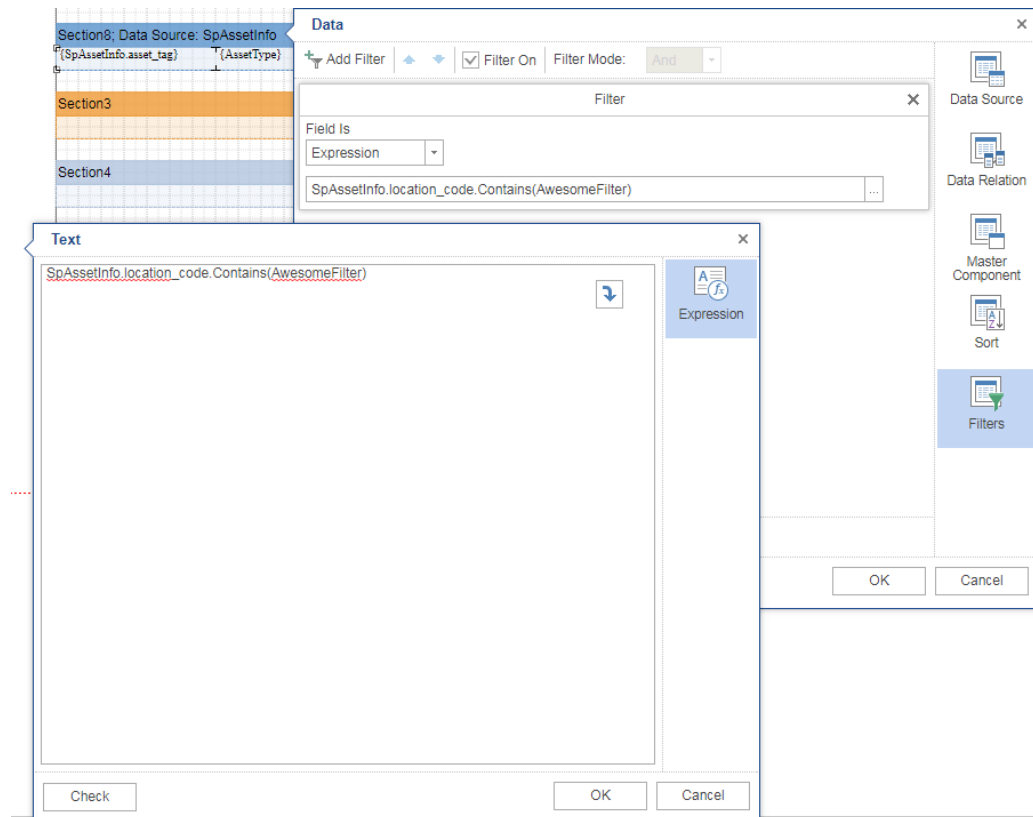 Section8; Data Source: SpAssetInfo
{SpAssetInfo.asset_tag}
{AssetType}
Section3
Section4
Data
Add Filter
Filter On
Filter Mode:
And
Filter
Field Is
Expression
SpAssetInfo.location_code.Contains(AwesomeFilter)
...
Data Source
Data Relation
Master
Component
Sort
Filters
OK
Cancel
Text
SpAssetInfo.location_code.Contains(AwesomeFilter)
Expression
Check
OK
Cancel